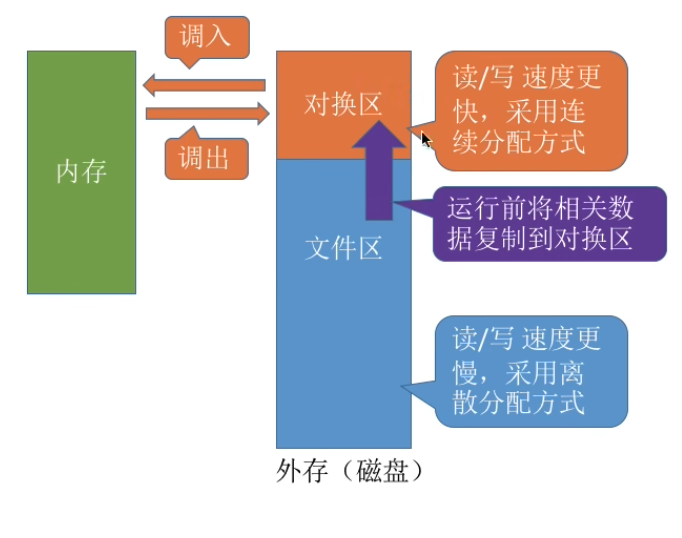 调入
对换区
读/写 速度更
快，采用连
续分配方式
内存
调出
运行前将相关数
据复制到对换区
文件区
读/写 速度更
慢，采用离
散分配方式
外存（磁盘）